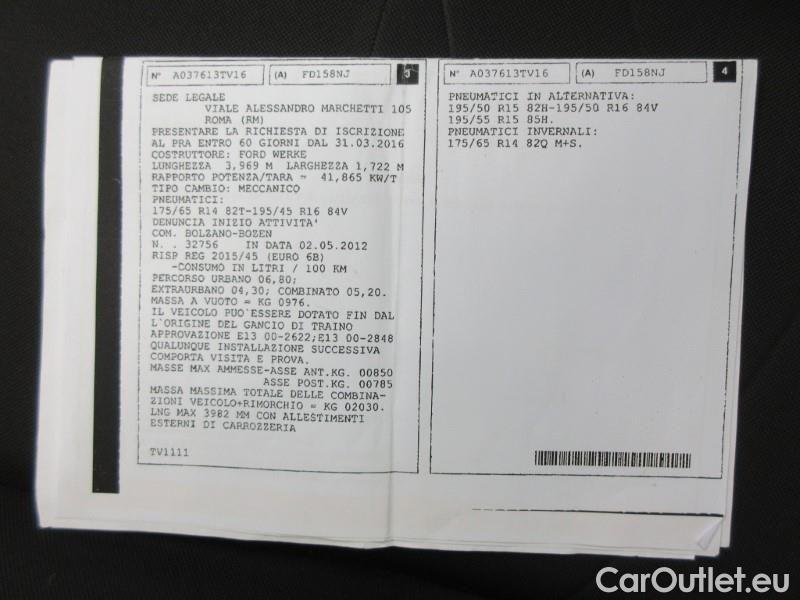 N° A037613TV16 (A) FD158NJ 3
SEDE LEGALE
VIALE ALESSANDRO MARCHETTI 105
ROMA (RM)
PRESENTARE LA RICHIESTA DI ISCRIZIONE
AL PRA ENTRO 60 GIORNI DAL 31.03.2016
COSTRUTTORE: FORD WERKE
LUNGHEZZA 3,969 M LARGHEZZA 1,722 M
RAPPORTO POTENZA/TARA = 41,865 KW/T
TIPO CAMBIO: MECCANICO
PNEUMATICI:
175/65 R14 82T-195/45 R16 84V
DENUNCIA INIZIO ATTIVITA'
COM. BOLZANO-BOZEN
N. . 32756 IN DATA 02.05.2012
RISP REG 2015/45 (EURO 6B)
-CONSUMO IN LITRI / 100 KM
PERCORSO URBANO 06,80;
EXTRAURBANO 04,30; COMBINATO 05,20.
MASSA A VUOTO = KG 0976.
IL VEICOLO PUO'ESSERE DOTATO FIN DAL
L'ORIGINE DEL GANCIO DI TRAINO
APPROVAZIONE E13 00-2622;E13 00-2848
QUALUNQUE INSTALLAZIONE SUCCESSIVA
COMPORTA VISITA E PROVA.
MASSE MAX AMMESSE-ASSE ANT.KG. 00850
ASSE POST.KG. 00785
MASSA MASSIMA TOTALE DELLE COMBINA-
ZIONI VEICOLO+RIMORCHIO = KG 02030.
LNG MAX 3982 MM CON ALLESTIMENTI
ESTERNI DI CARROZZERIA
TV1111
N° A037613TV16 (A) FD158NJ 4
PNEUMATICI IN ALTERNATIVA:
195/50 R15 82H-195/50 R16 84V
195/55 R15 85H.
PNEUMATICI INVERNALI:
175/65 R14 82Q M+S.
CarOutlet.eu